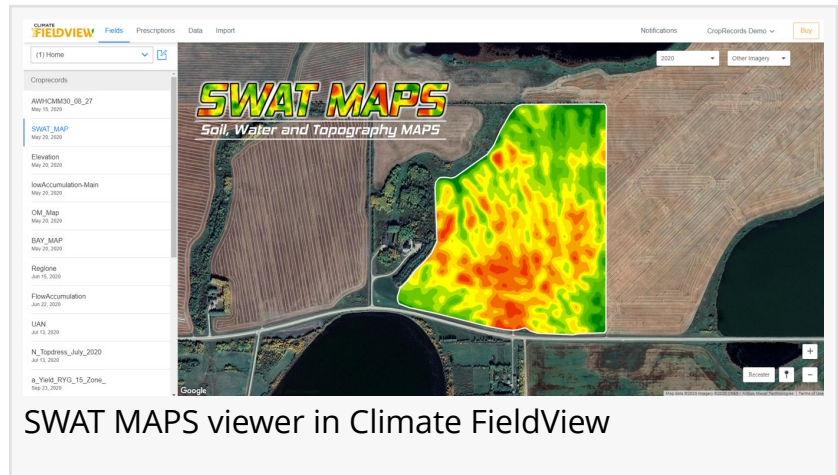 CLIMATE
FIELDVIEW
Fields
Prescriptions
Data
Import
Notifications
CropRecords Demo
Buy
(1) Home
2020
Other Imagery
Croprecords
AWHCMM30_08_27
May 15, 2020
SWAT_MAP
May 20, 2020
Elevation
May 20, 2020
lowAccumulation-Main
May 20, 2020
OM_Map
May 20, 2020
BAY_MAP
May 20, 2020
Regione
Jun 15, 2020
FlowAccumulation
Jun 22, 2020
UAN
Jul 13, 2020
N_Topdress_July_2020
Jul 13, 2020
a_Yield_RYG_15_Zone_
Sep 23, 2020
SWAT MAPS
Soil, Water and Topography MAPS
+
Recenter
−
Google
SWAT MAPS viewer in Climate FieldView